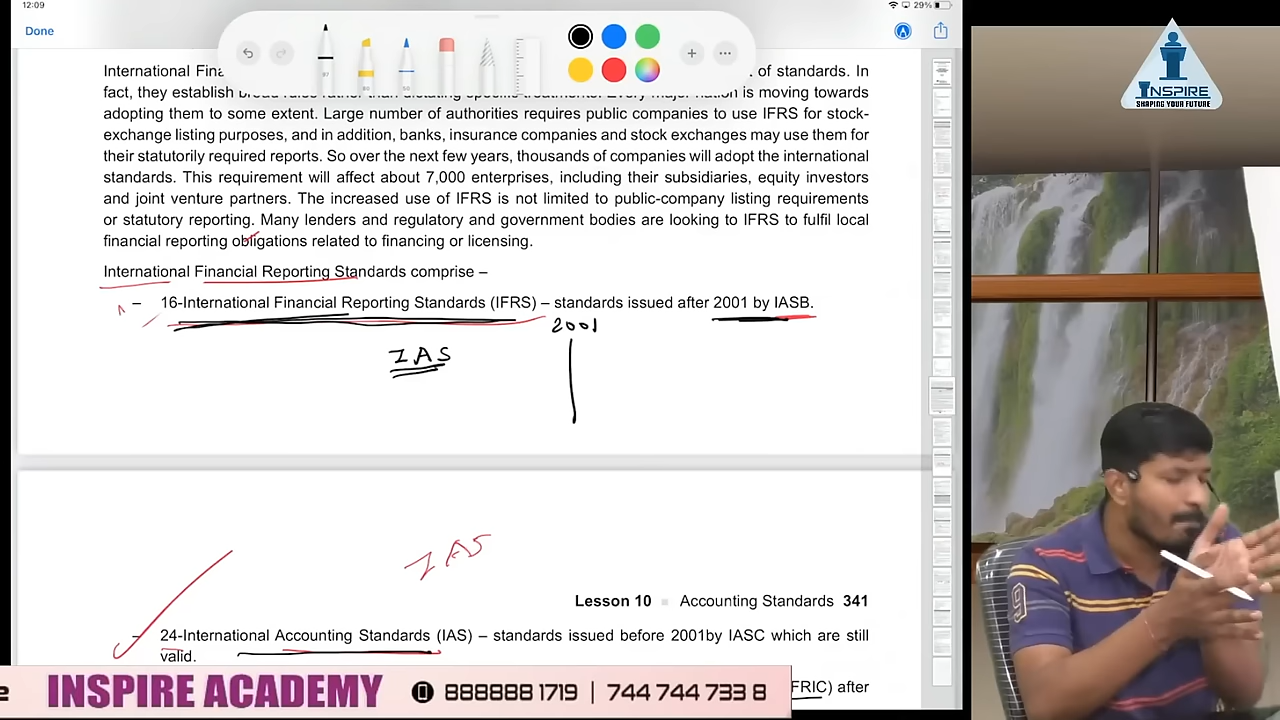 12:09
29%
Done
INSPIRE
SHAPING YOUR FUTURE
International Fina of standards. In
fact, they establish is moving towards
adopting them to some extent. Large number of authorities requires public companies to use IFRS for stock-
exchange listing purposes, and in addition, banks, insurance companies and stock exchanges may use them for
their statutorily required reports. So over the next few years, thousands of companies will adopt the international
standards. This requirement will affect about 7,000 enterprises, including their subsidiaries, equity investors
and joint venture partners. The increased use of IFRS is not limited to public-company listing requirements
or statutory reporting. Many lenders and regulatory and government bodies are looking to IFRS to fulfil local
financial reporting obligations related to financing or licensing.
International Financial Reporting Standards comprise –
– 16-International Financial Reporting Standards (IFRS) – standards issued after 2001 by IASB.
2001
IAS
IAS
Lesson 10 Accounting Standards 341
– 24-International Accounting Standards (IAS) – standards issued before 2001by IASC which are still
valid.
FRIC) after
INSPIRE ACADEMY 888888 1719 | 744 744 733 8